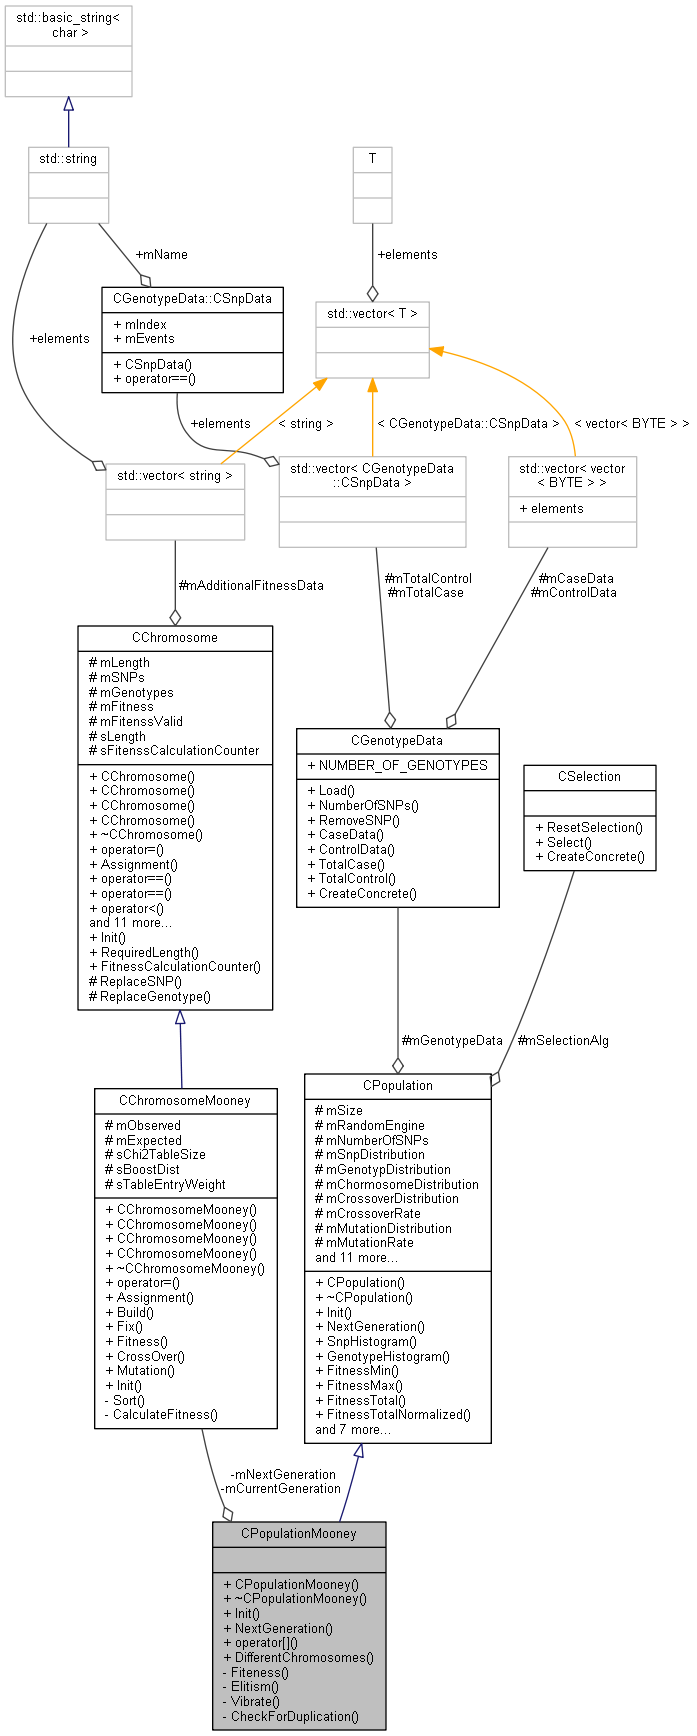 std::basic_string<
char >
std::string
T
+mName
+elements
CGenotypeData::CSnpData
+ mIndex
+ mEvents
+ CSnpData()
+ operator==()
std::vector< T >
+elements
+elements
< string >
< CGenotypeData::CSnpData >
< vector< BYTE > >
std::vector< string >
std::vector< CGenotypeData
::CSnpData >
std::vector< vector
< BYTE > >
+ elements
#mAdditionalFitnessData
#mTotalControl
#mTotalCase
#mCaseData
#mControlData
CChromosome
# mLength
# mSNPs
# mGenotypes
# mFitness
# mFitenssValid
# sLength
# sFitenssCalculationCounter
+ CChromosome()
+ CChromosome()
+ CChromosome()
+ CChromosome()
+ ~CChromosome()
+ operator=()
+ Assignment()
+ operator==()
+ operator==()
+ operator<()
and 11 more...
+ Init()
+ RequiredLength()
+ FitnessCalculationCounter()
# ReplaceSNP()
# ReplaceGenotype()
CGenotypeData
+ NUMBER_OF_GENOTYPES
+ Load()
+ NumberOfSNPs()
+ RemoveSNP()
+ CaseData()
+ ControlData()
+ TotalCase()
+ TotalControl()
+ CreateConcrete()
CSelection
+ ResetSelection()
+ Select()
+ CreateConcrete()
#mGenotypeData
#mSelectionAlg
CChromosomeMooney
# mObserved
# mExpected
# sChi2TableSize
# sBoostDist
# sTableEntryWeight
+ CChromosomeMooney()
+ CChromosomeMooney()
+ CChromosomeMooney()
+ CChromosomeMooney()
+ ~CChromosomeMooney()
+ operator=()
+ Assignment()
+ Build()
+ Fix()
+ Fitness()
+ CrossOver()
+ Mutation()
+ Init()
- Sort()
- CalculateFitness()
CPopulation
# mSize
# mRandomEngine
# mNumberOfSNPs
# mSnpDistribution
# mGenotypDistribution
# mChormosomeDistribution
# mCrossoverDistribution
# mCrossoverRate
# mMutationDistribution
# mMutationRate
and 11 more...
+ CPopulation()
+ ~CPopulation()
+ Init()
+ NextGeneration()
+ SnpHistogram()
+ GenotypeHistogram()
+ FitnessMin()
+ FitnessMax()
+ FitnessTotal()
+ FitnessTotalNormalized()
and 7 more...
-mNextGeneration
-mCurrentGeneration
CPopulationMooney
+ CPopulationMooney()
+ ~CPopulationMooney()
+ Init()
+ NextGeneration()
+ operator[]()
+ DifferentChromosomes()
- Fiteness()
- Elitism()
- Vibrate()
- CheckForDuplication()